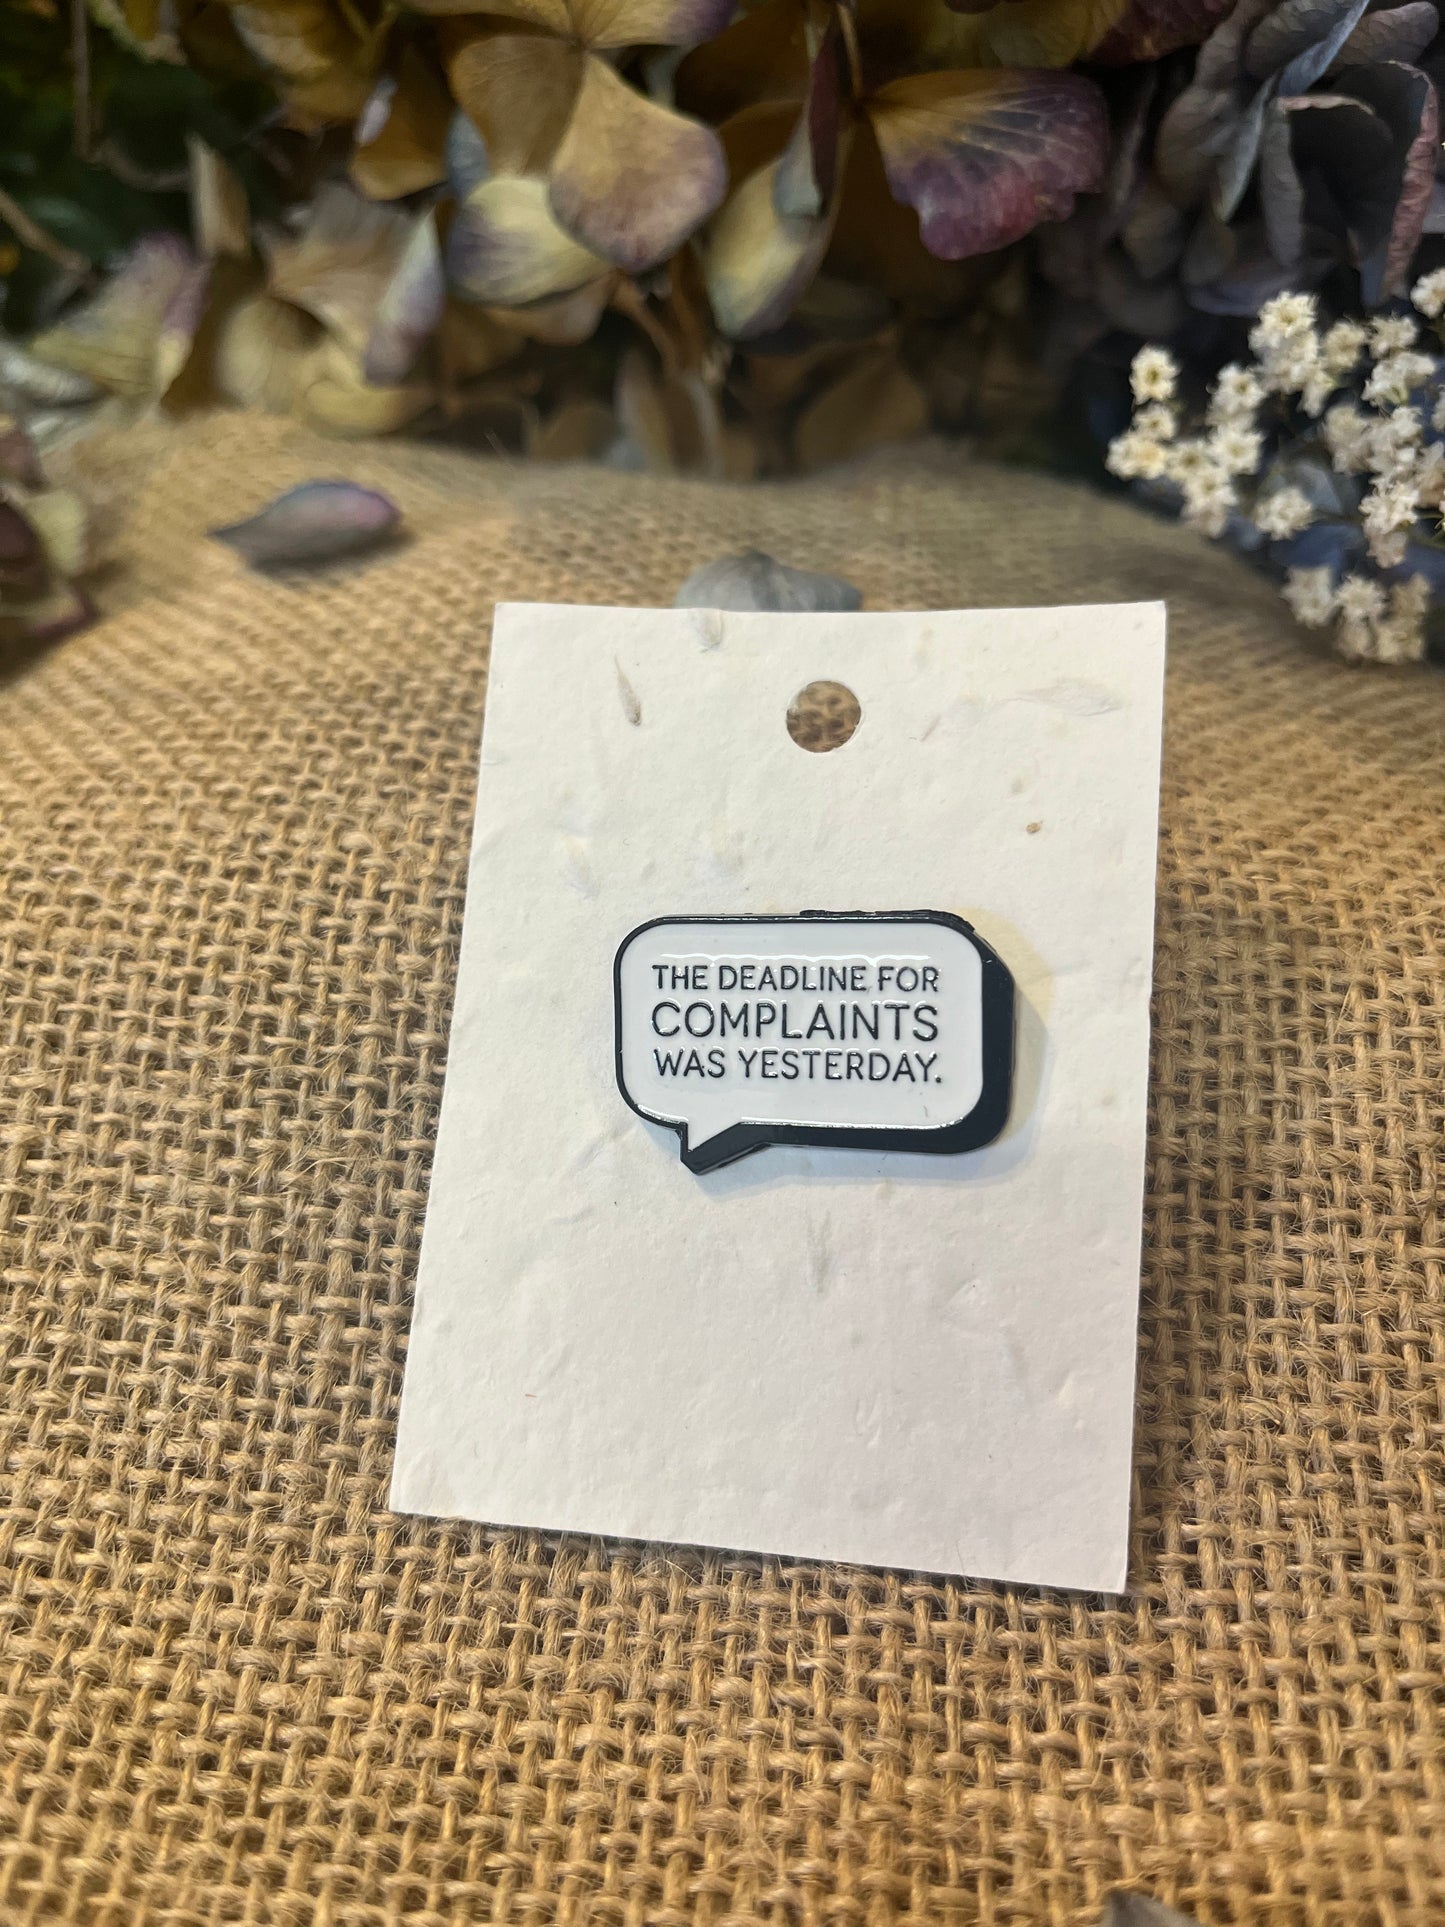 THE DEADLINE FOR
COMPLAINTS
WAS YESTERDAY.